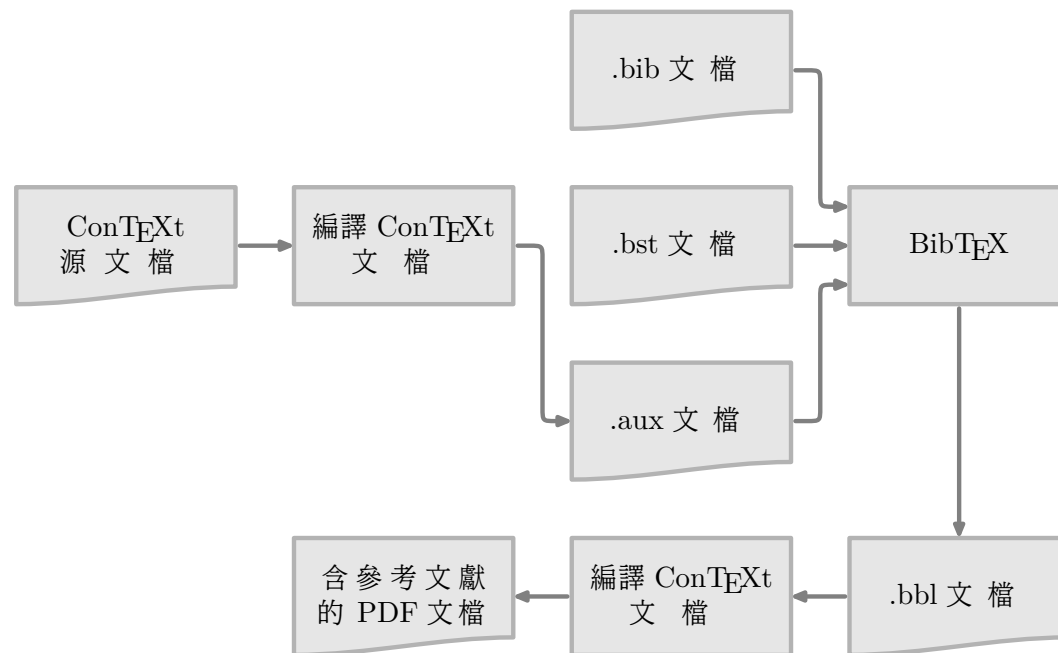 .bib 文檔
ConTEXt
源文檔
編譯 ConTEXt
文檔
.bst 文檔
BibTEX
.aux 文檔
含參考文獻
的 PDF 文檔
編譯 ConTEXt
文檔
.bbl 文檔